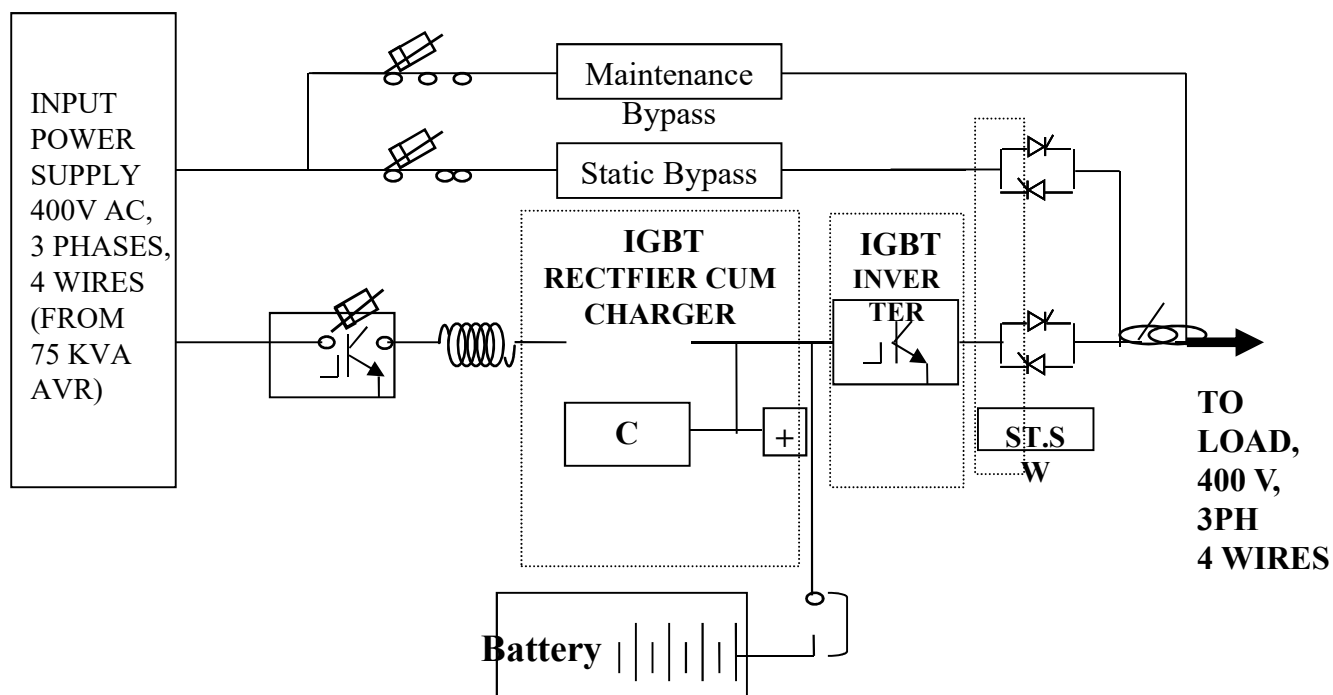 INPUT
POWER
SUPPLY
400V AC,
3 PHASES,
4 WIRES
(FROM
75 KVA
AVR)
Maintenance
Bypass
Static Bypass
IGBT
RECTFIER CUM
CHARGER
C
+
IGBT
INVER
TER
ST.S
W
TO
LOAD,
400 V,
3PH
4 WIRES
Battery